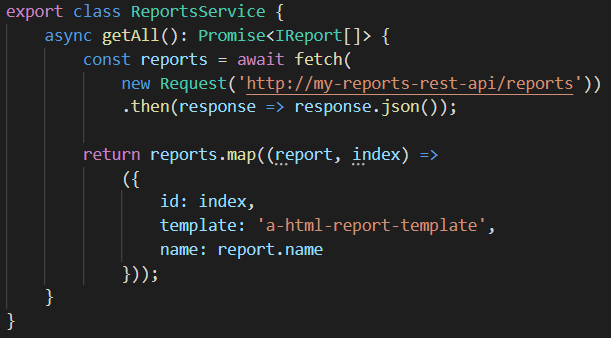 export class ReportsService {
    async getAll(): Promise<IReport[]> {
        const reports = await fetch(
            new Request('http://my-reports-rest-api/reports'))
            .then(response => response.json());
        return reports.map((report, index) =>
            ({
                id: index,
                template: 'a-html-report-template',
                name: report.name
            }));
    }
}